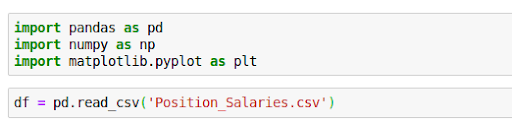 import pandas as pd
import numpy as np
import matplotlib.pyplot as plt
df = pd.read_csv('Position_Salaries.csv')